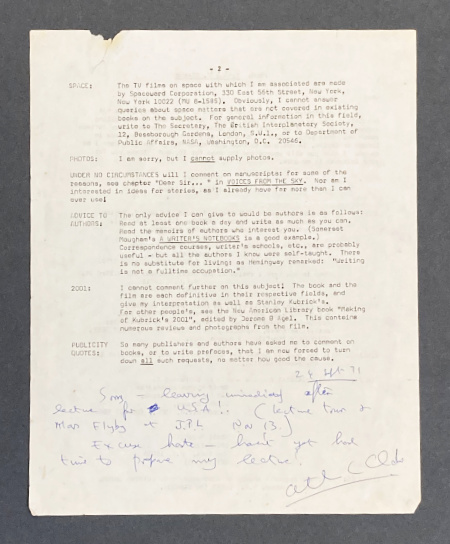 - 2 -
SPACE: The TV films on space with which I am associated are made
by Spaceward Corporation, 330 East 56th Street, New York,
New York 10022 (MU 8-1585). Obviously, I cannot answer
queries about space matters that are not covered in existing
books on the subject. For general information in this field,
write to The Secretary, The British Interplanetary Society,
12, Bessborough Gardens, London, S.W.1., or to Department of
Public Affairs, NASA, Washington, D.C. 20546.
PHOTOS: I am sorry, but I cannot supply photos.
UNDER NO CIRCUMSTANCES will I comment on manuscripts: for some of the
reasons, see chapter "Dear Sir... " in VOICES FROM THE SKY. Nor am I
interested in ideas for stories, as I already have far more than I can
ever use!
ADVICE TO The only advice I can give to would be authors is as follows:
AUTHORS: Read at least one book a day and write as much as you can.
Read the memoirs of authors who interest you. (Somerset
Maugham's A WRITER'S NOTEBOOKS is a good example.)
Correspondence courses, writer's schools, etc., are probably
useful - but all the authors I know were self-taught. There
is no substitute for living: as Hemingway remarked: "Writing
is not a fulltime occupation."
2001: I cannot comment further on this subject! The book and the
film are each definitive in their respective fields, and
give my interpretation as well as Stanley Kubrick's.
For other people's, see the New American Library book "Making
of Kubrick's 2001", edited by Jerome B Agel. This contains
numerous reviews and photographs from the film.
PUBLICITY So many publishers and authors have asked me to comment on
QUOTES: books, or to write prefaces, that I am now forced to turn
down all such requests, no matter how good the cause.
71
Sorry - leaving immediately after
lecture for U.S.A! (lecture tour &
Mars Flyby at J.P.L. Nov 13.)
Excuse haste - haven't yet had
time to prepare my lecture.